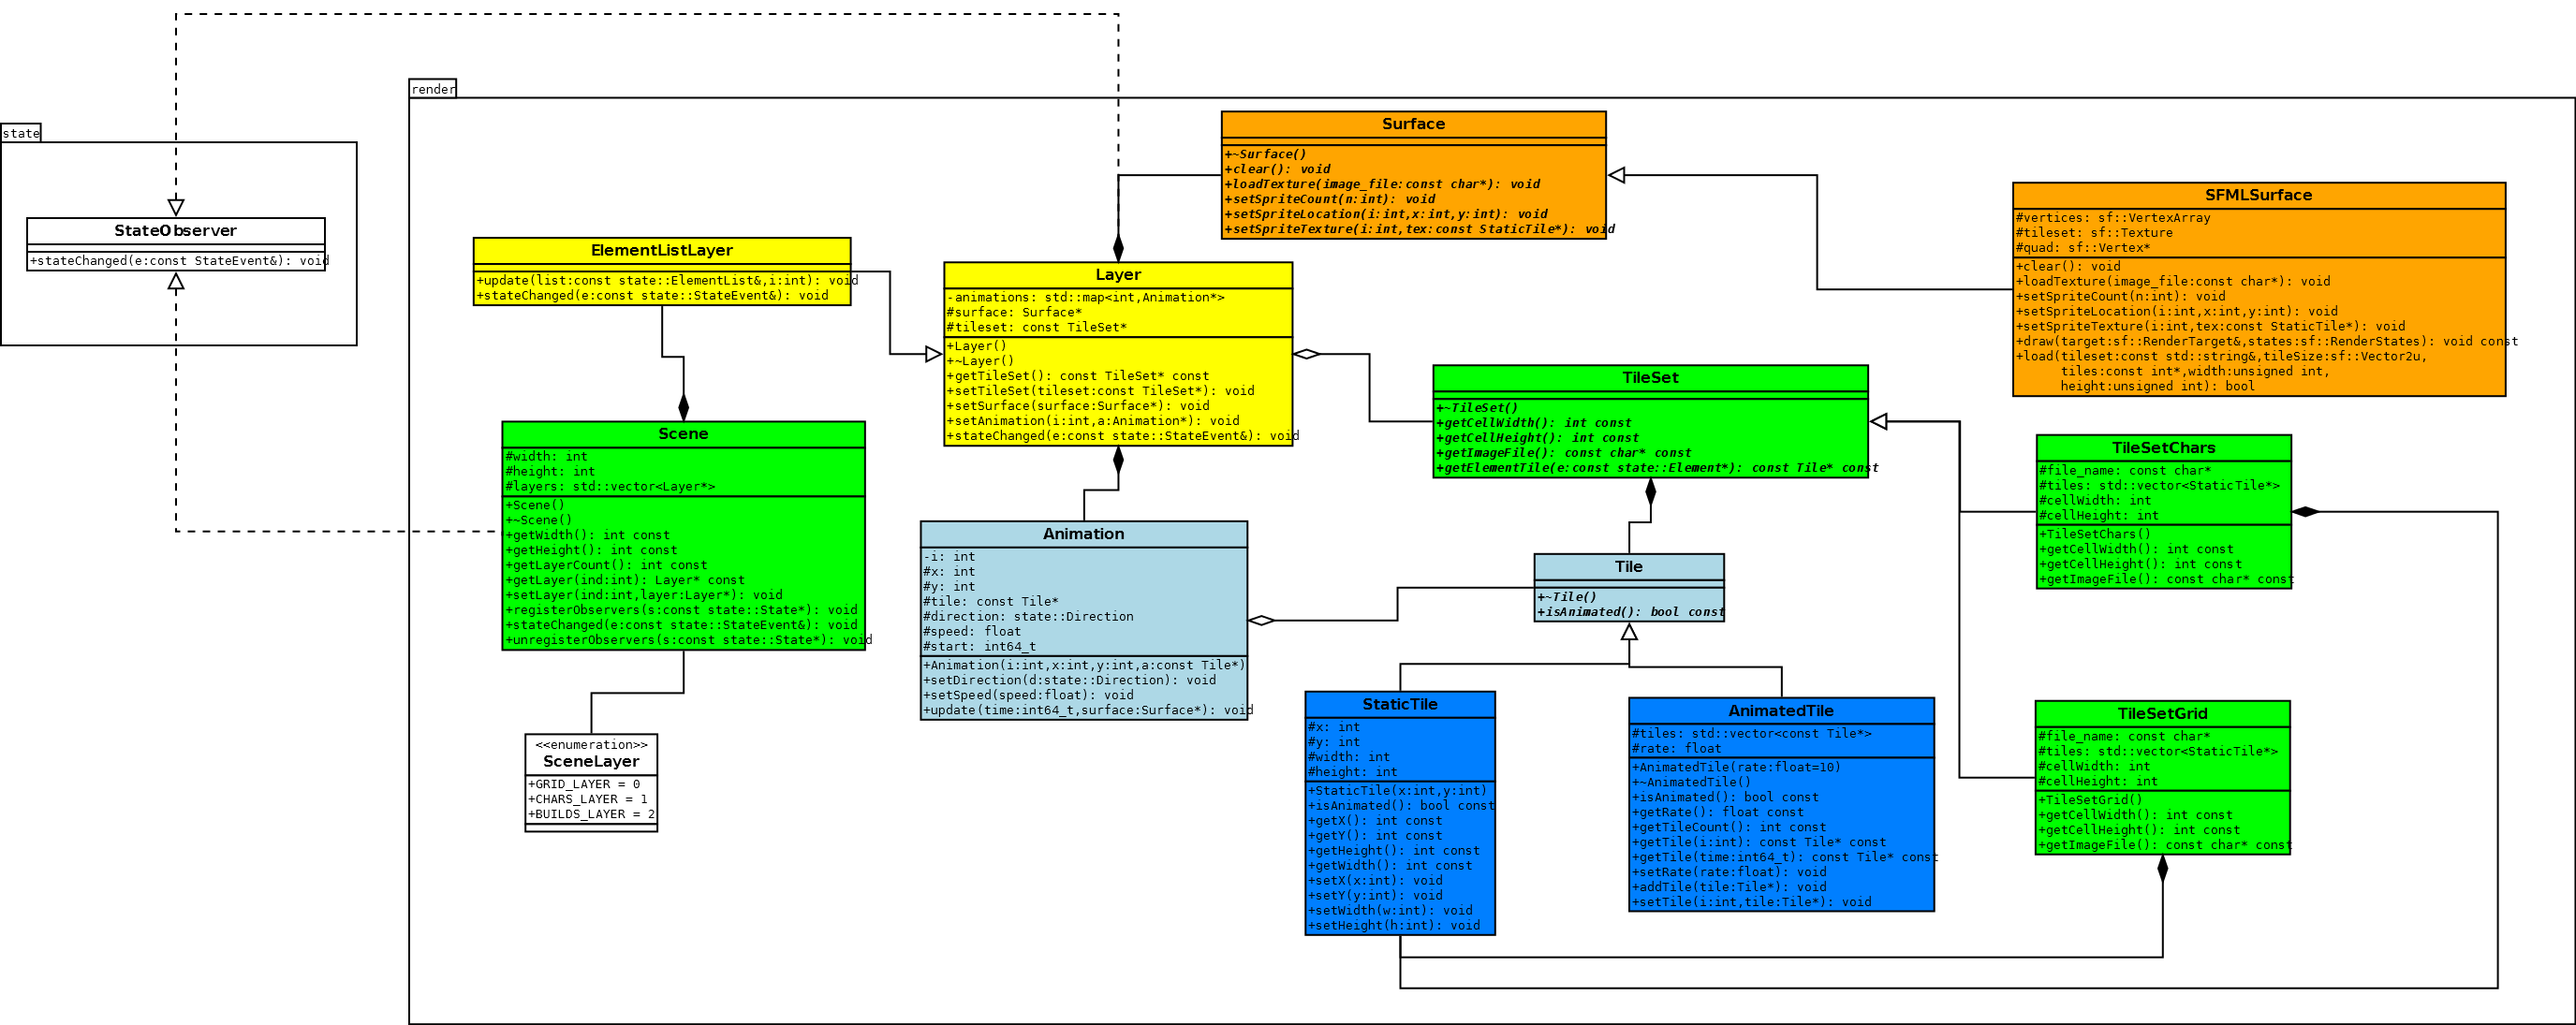 render
state
StateObserver
+stateChanged(e:const StateEvent&): void
Surface
+~Surface()
+clear(): void
+loadTexture(image_file:const char*): void
+setSpriteCount(n:int): void
+setSpriteLocation(i:int,x:int,y:int): void
+setSpriteTexture(i:int,tex:const StaticTile*): void
SFMLSurface
#vertices: sf::VertexArray
#tileset: sf::Texture
#quad: sf::Vertex*
+clear(): void
+loadTexture(image_file:const char*): void
+setSpriteCount(n:int): void
+setSpriteLocation(i:int,x:int,y:int): void
+setSpriteTexture(i:int,tex:const StaticTile*): void
+draw(target:sf::RenderTarget&,states:sf::RenderStates): void const
+load(tileset:const std::string&,tileSize:sf::Vector2u,
tiles:const int*,width:unsigned int,
height:unsigned int): bool
ElementListLayer
+update(list:const state::ElementList&,i:int): void
+stateChanged(e:const state::StateEvent&): void
Layer
-animations: std::map<int,Animation*>
#surface: Surface*
#tileset: const TileSet*
+Layer()
+~Layer()
+getTileSet(): const TileSet* const
+setTileSet(tileset:const TileSet*): void
+setSurface(surface:Surface*): void
+setAnimation(i:int,a:Animation*): void
+stateChanged(e:const state::StateEvent&): void
TileSet
+~TileSet()
+getCellWidth(): int const
+getCellHeight(): int const
+getImageFile(): const char* const
+getElementTile(e:const state::Element*): const Tile* const
Scene
#width: int
#height: int
#layers: std::vector<Layer*>
+Scene()
+~Scene()
+getWidth(): int const
+getHeight(): int const
+getLayerCount(): int const
+getLayer(ind:int): Layer* const
+setLayer(ind:int,layer:Layer*): void
+registerObservers(s:const state::State*): void
+stateChanged(e:const state::StateEvent&): void
+unregisterObservers(s:const state::State*): void
TileSetChars
#file_name: const char*
#tiles: std::vector<StaticTile*>
#cellWidth: int
#cellHeight: int
+TileSetChars()
+getCellWidth(): int const
+getCellHeight(): int const
+getImageFile(): const char* const
Animation
-i: int
#x: int
#y: int
#tile: const Tile*
#direction: state::Direction
#speed: float
#start: int64_t
+Animation(i:int,x:int,y:int,a:const Tile*)
+setDirection(d:state::Direction): void
+setSpeed(speed:float): void
+update(time:int64_t,surface:Surface*): void
Tile
+~Tile()
+isAnimated(): bool const
StaticTile
#x: int
#y: int
#width: int
#height: int
+StaticTile(x:int,y:int)
+isAnimated(): bool const
+getX(): int const
+getY(): int const
+getHeight(): int const
+getWidth(): int const
+setX(x:int): void
+setY(y:int): void
+setWidth(w:int): void
+setHeight(h:int): void
AnimatedTile
#tiles: std::vector<const Tile*>
#rate: float
+AnimatedTile(rate:float=10)
+~AnimatedTile()
+isAnimated(): bool const
+getRate(): float const
+getTileCount(): int const
+getTile(i:int): const Tile* const
+getTile(time:int64_t): const Tile* const
+setRate(rate:float): void
+addTile(tile:Tile*): void
+setTile(i:int,tile:Tile*): void
TileSetGrid
#file_name: const char*
#tiles: std::vector<StaticTile*>
#cellWidth: int
#cellHeight: int
+TileSetGrid()
+getCellWidth(): int const
+getCellHeight(): int const
+getImageFile(): const char* const
<<enumeration>>
SceneLayer
+GRID_LAYER = 0
+CHARS_LAYER = 1
+BUILDS_LAYER = 2